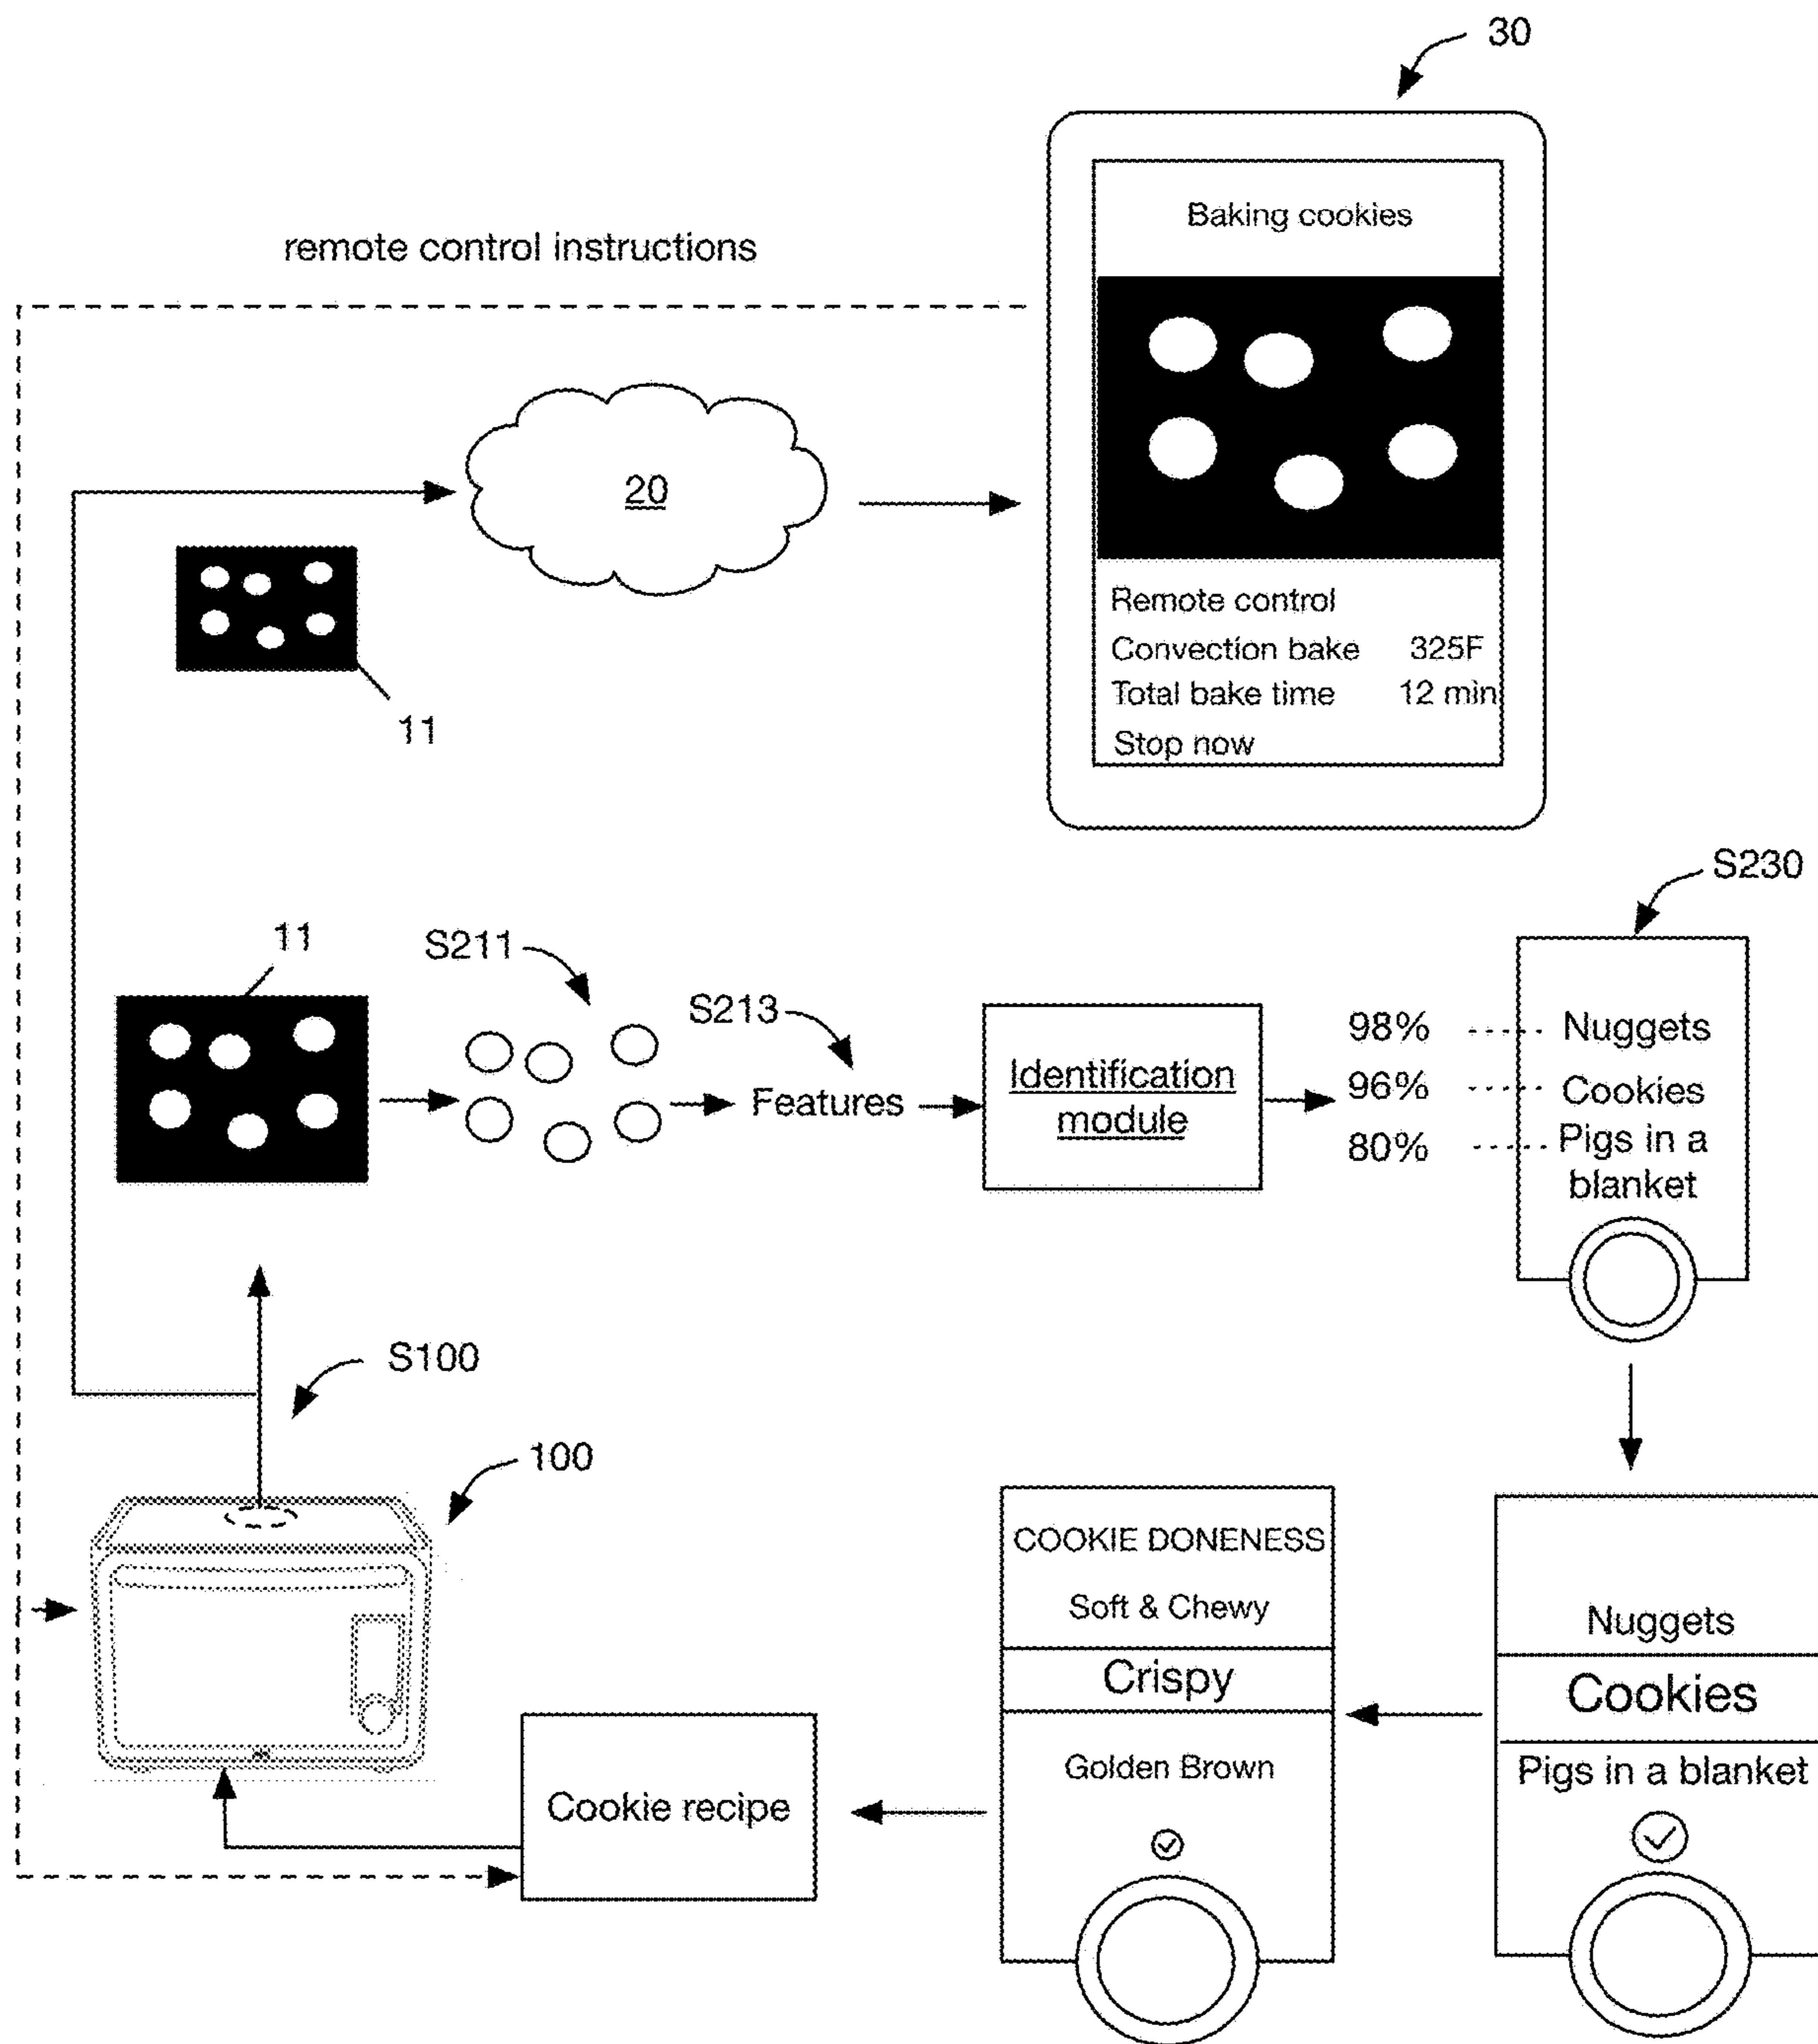 30
Baking cookies
remote control instructions
20
11
Remote control
Convection bake 325F
Total bake time 12 min
Stop now
S230
11
S211
S213
98% Nuggets
96% Cookies
80% Pigs in a
blanket
Features
Identification
module
S100
100
COOKIE DONENESS
Soft & Chewy
Crispy
Golden Brown
Nuggets
Cookies
Pigs in a blanket
Cookie recipe